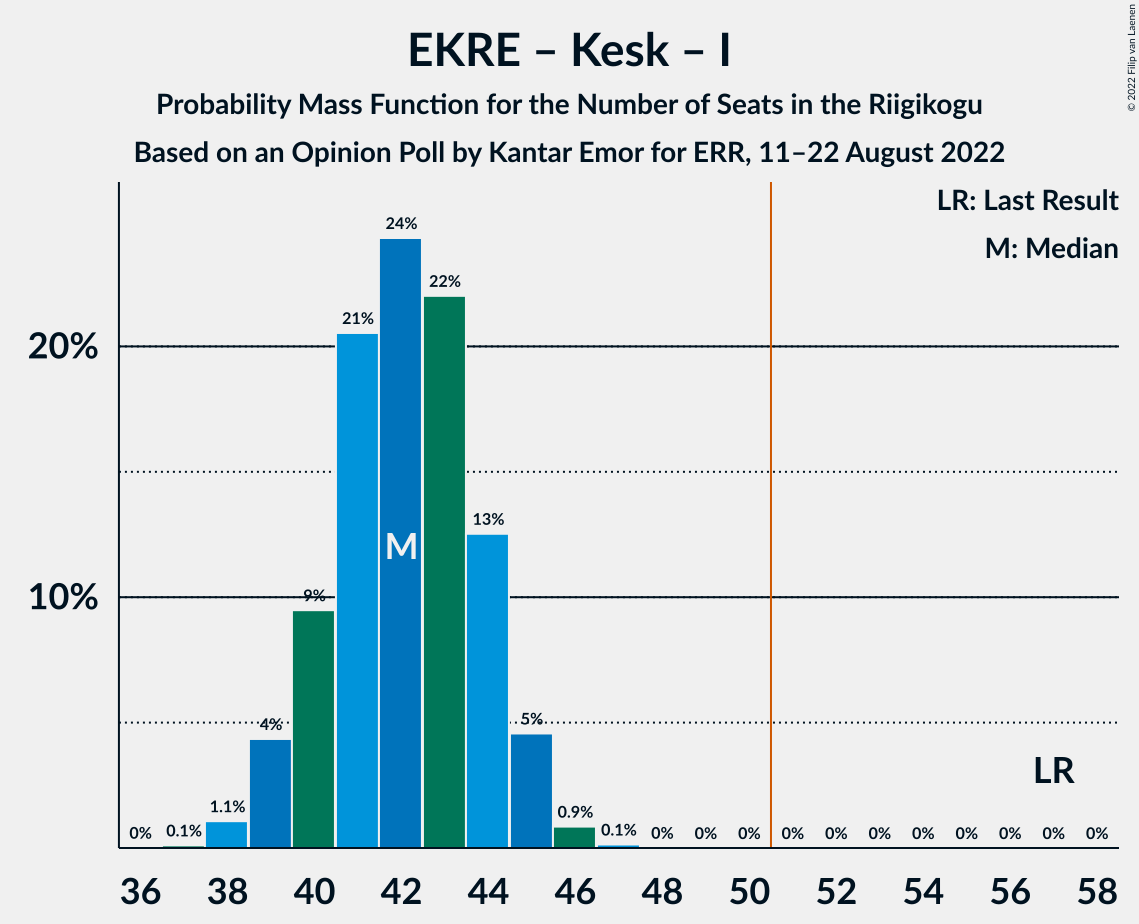 EKRE – Kesk – I
Probability Mass Function for the Number of Seats in the Riigikogu
Based on an Opinion Poll by Kantar Emor for ERR, 11–22 August 2022
© 2022 Filip van Laenen
LR: Last Result
M: Median
20%
10%
0%
0.1%
1.1%
4%
9%
21%
24%
22%
13%
5%
0.9%
0.1%
0%
0%
0%
0%
0%
0%
0%
0%
0%
0%
0%
M
LR
36 38 40 42 44 46 48 50 52 54 56 58